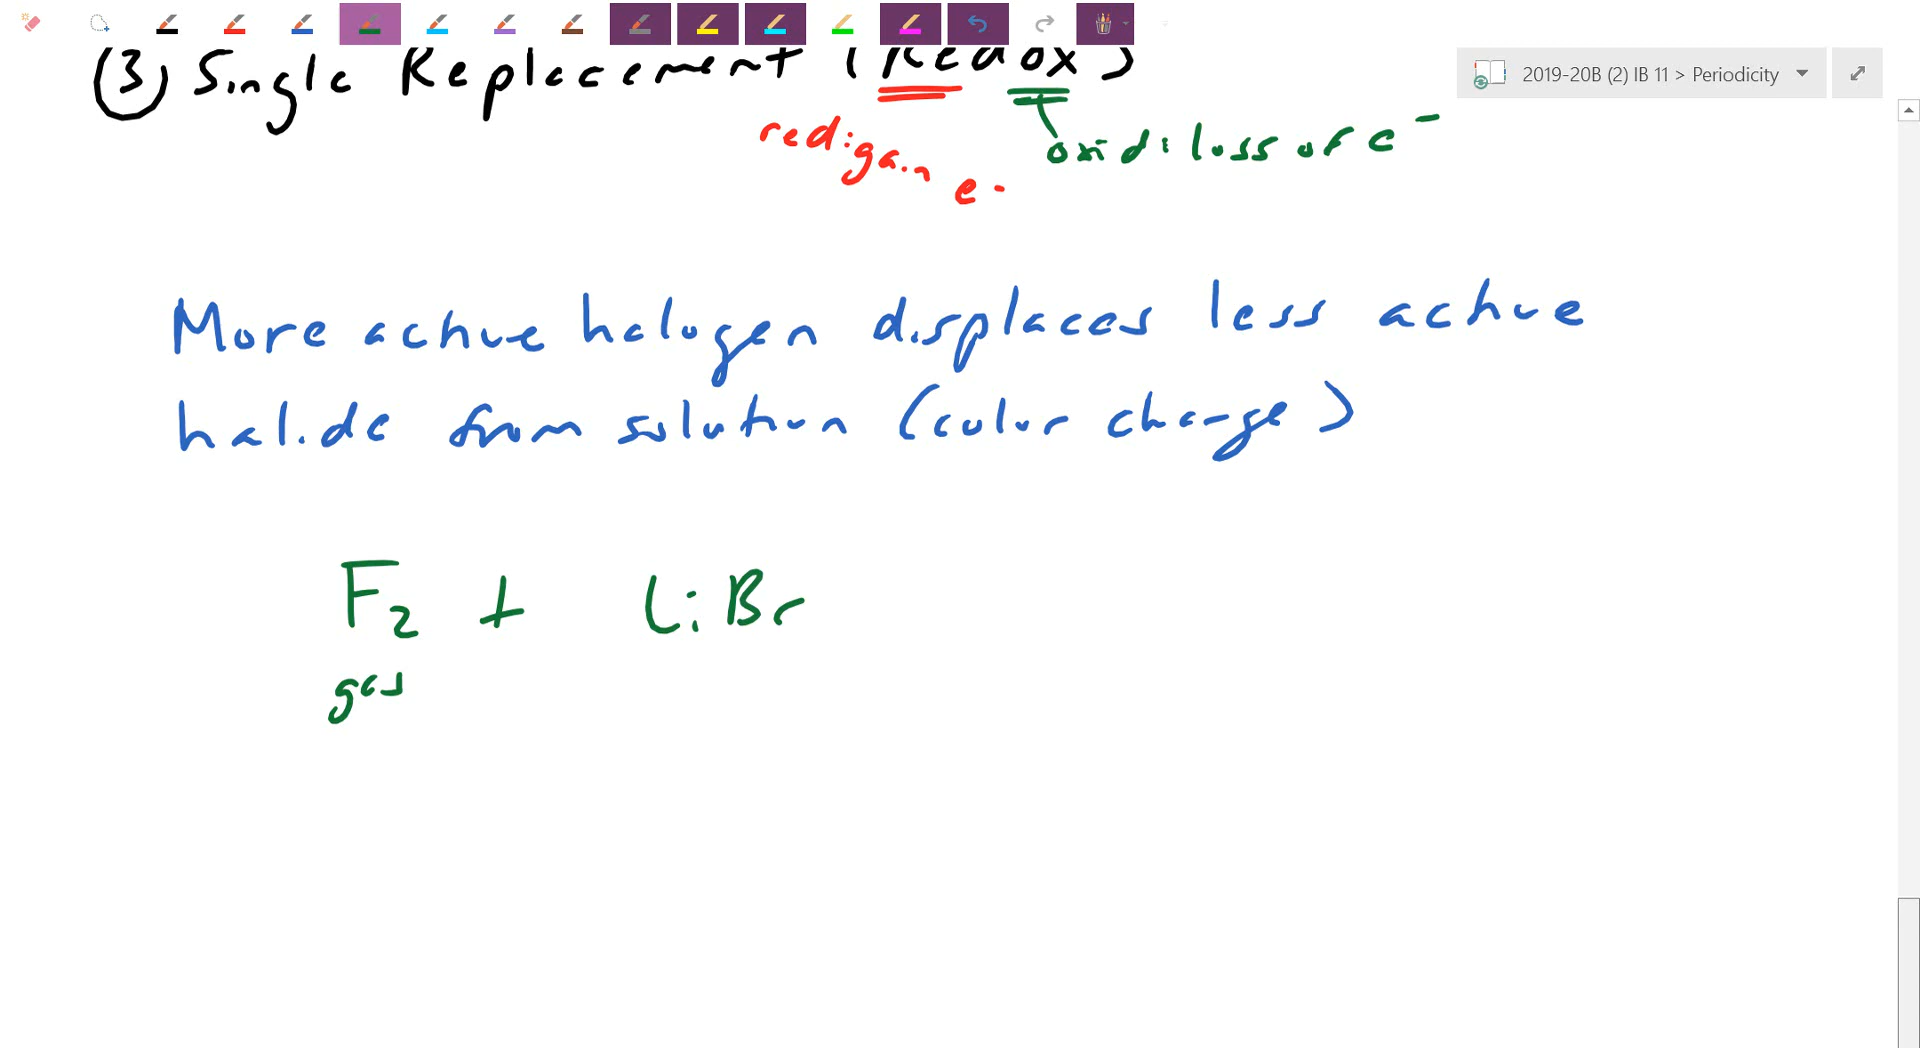 (3) Single Replacement (Redox)
2019-20B (2) IB 11 > Periodicity
red: gain e-
oxid: loss of e-
More active halogen displaces less active
halide from solution (color change)
F2 + LiBr
gas